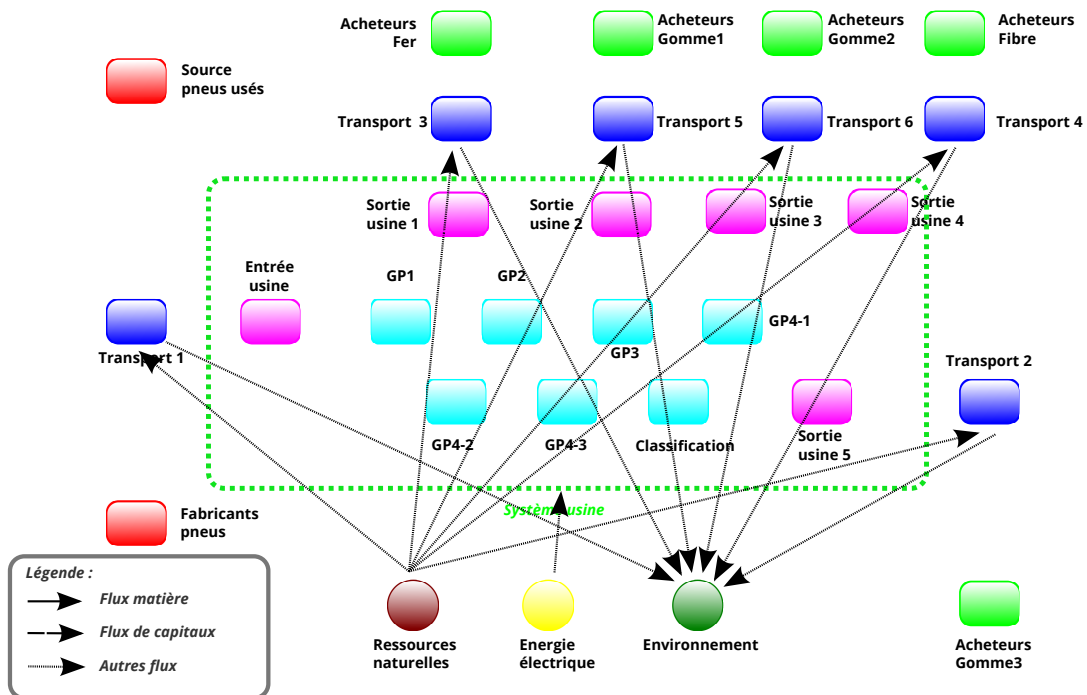 Acheteurs
Fer
Acheteurs
Gomme1
Acheteurs
Gomme2
Acheteurs
Fibre
Source
pneus usés
Transport 3
Transport 5
Transport 6
Transport 4
Sortie
usine 1
Sortie
usine 2
Sortie
usine 3
Sortie
usine 4
Entrée
usine
GP1
GP2
GP3
GP4-1
Transport 1
Transport 2
GP4-2
GP4-3
Classification
Sortie
usine 5
Système usine
Fabricants
pneus
Légende :
Flux matière
Flux de capitaux
Autres flux
Ressources
naturelles
Energie
électrique
Environnement
Acheteurs
Gomme3